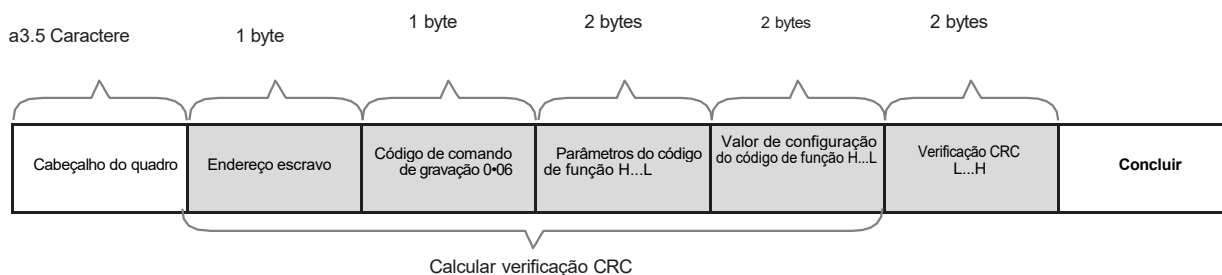 a3.5 Caractere
1 byte
1 byte
2 bytes
2 bytes
2 bytes
Cabeçalho do quadro
Endereço escravo
Código de comando
de gravação 0•06
Parâmetros do código
de função H...L
Valor de configuração
do código de função H...L
Verificação CRC
L...H
Concluir
Calcular verificação CRC